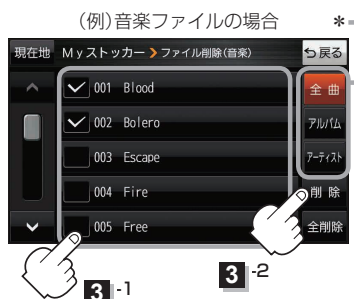 (例)音楽ファイルの場合 *
現在地 Myストッカー ファイル削除(音楽) 戻る
001 Blood
全曲
002 Bolero
アルバム
003 Escape
アーティスト
004 Fire
削除
005 Free
全削除
3 -1
3 -2